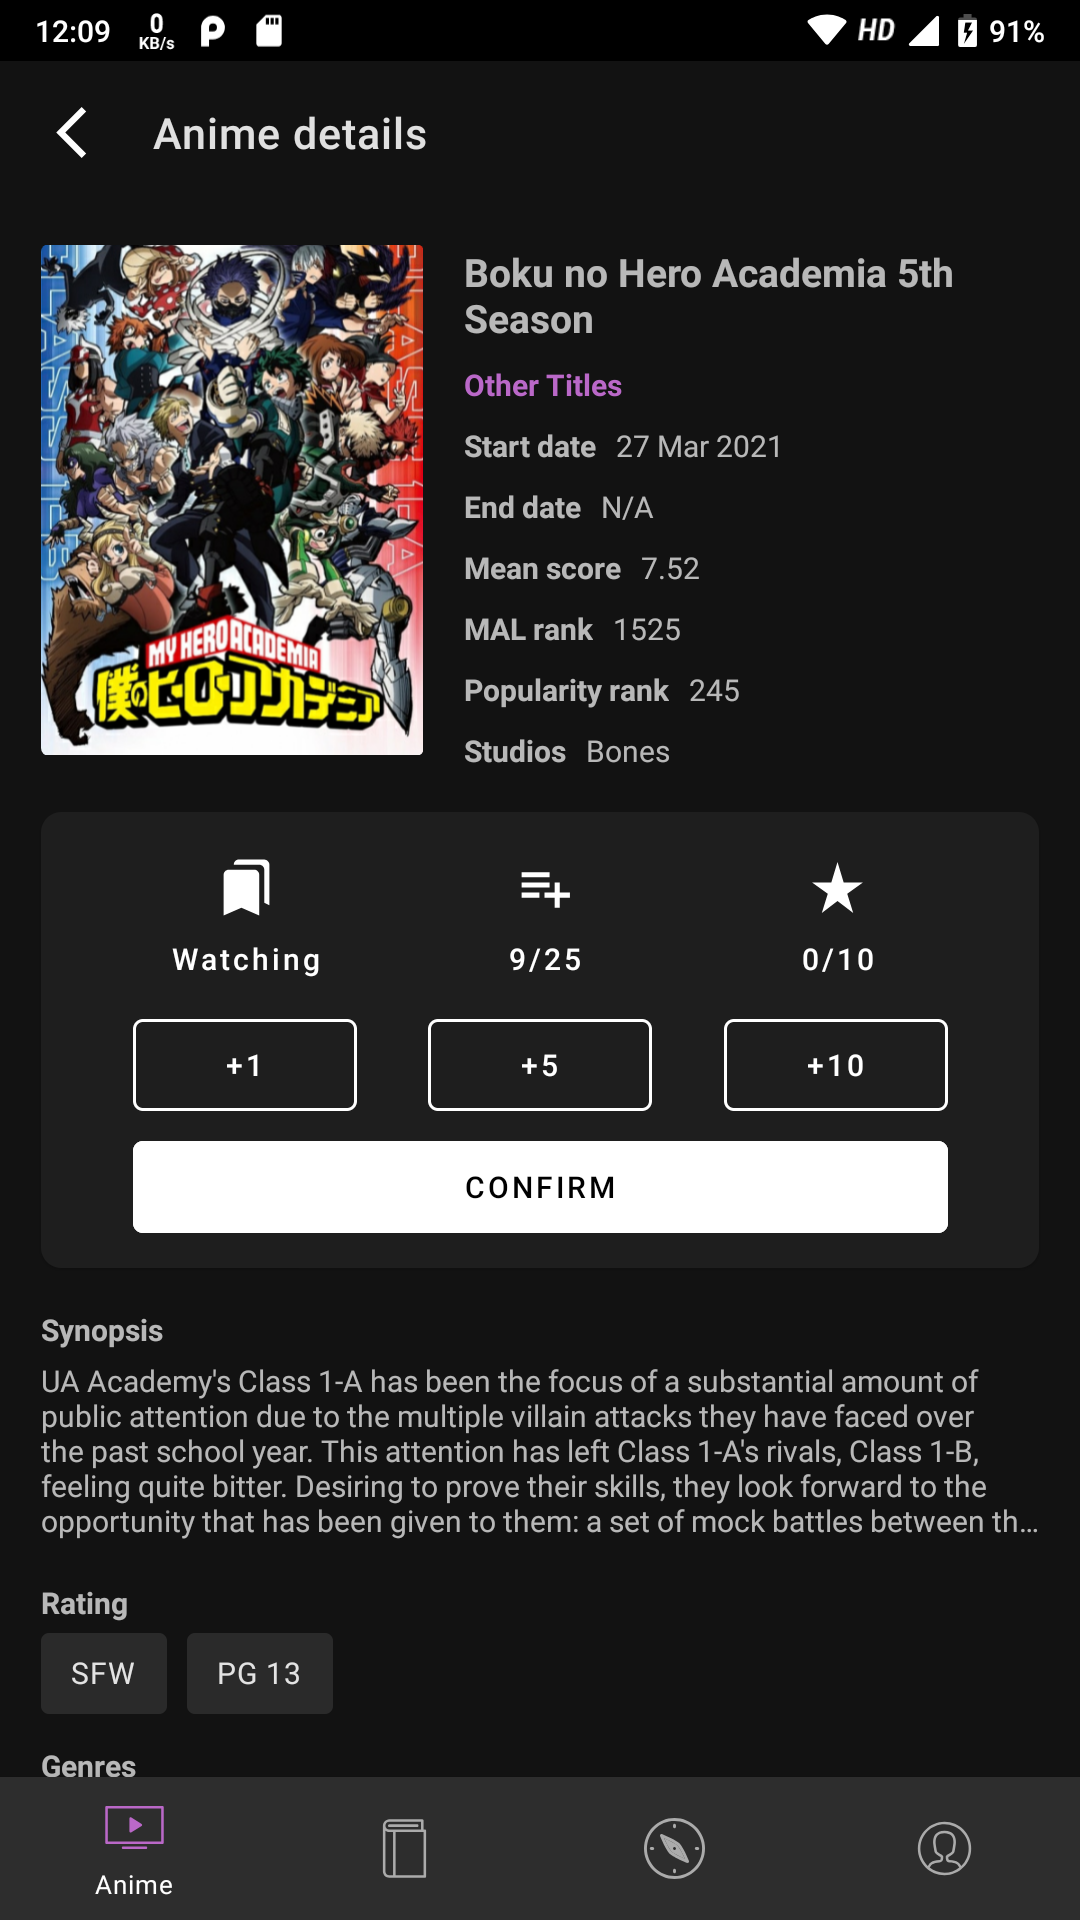 12:09 0 KB/s HD 91%
Anime details
MY HERO ACADEMIA
僕のヒーローアカデミア
Boku no Hero Academia 5th
Season
Other Titles
Start date 27 Mar 2021
End date N/A
Mean score 7.52
MAL rank 1525
Popularity rank 245
Studios Bones
Watching 9/25 0/10
+1 +5 +10
CONFIRM
Synopsis
UA Academy's Class 1-A has been the focus of a substantial amount of
public attention due to the multiple villain attacks they have faced over
the past school year. This attention has left Class 1-A's rivals, Class 1-B,
feeling quite bitter. Desiring to prove their skills, they look forward to the
opportunity that has been given to them: a set of mock battles between th…
Rating
SFW PG 13
Genres
Anime